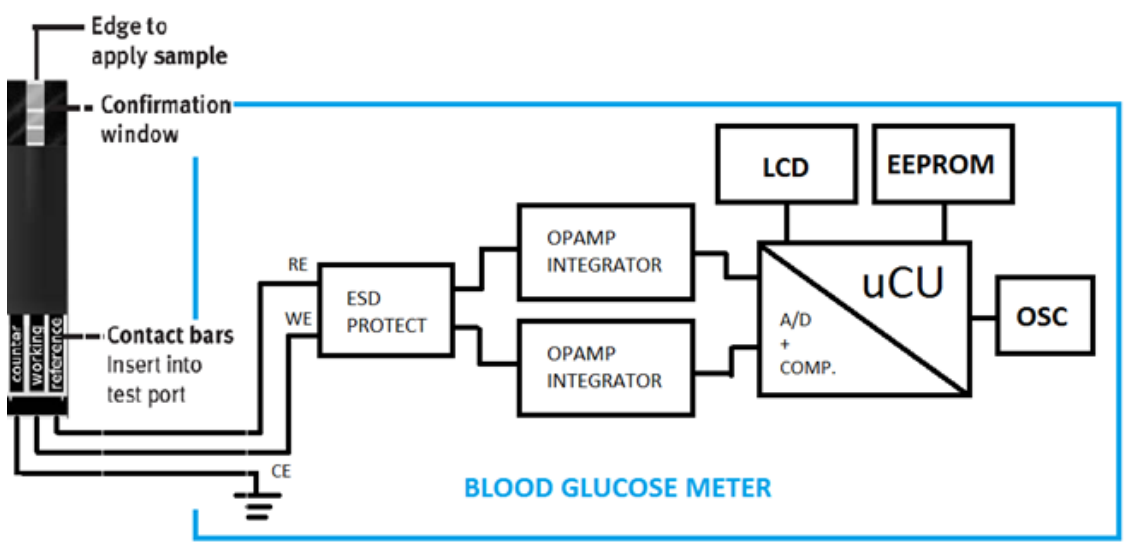 Edge to
apply sample
Confirmation
window
LCD
EEPROM
OPAMP
INTEGRATOR
uCU
RE
ESD
PROTECT
WE
A/D
+
COMP.
OSC
Contact bars
Insert into
test port
OPAMP
INTEGRATOR
counter
working
reference
CE
BLOOD GLUCOSE METER